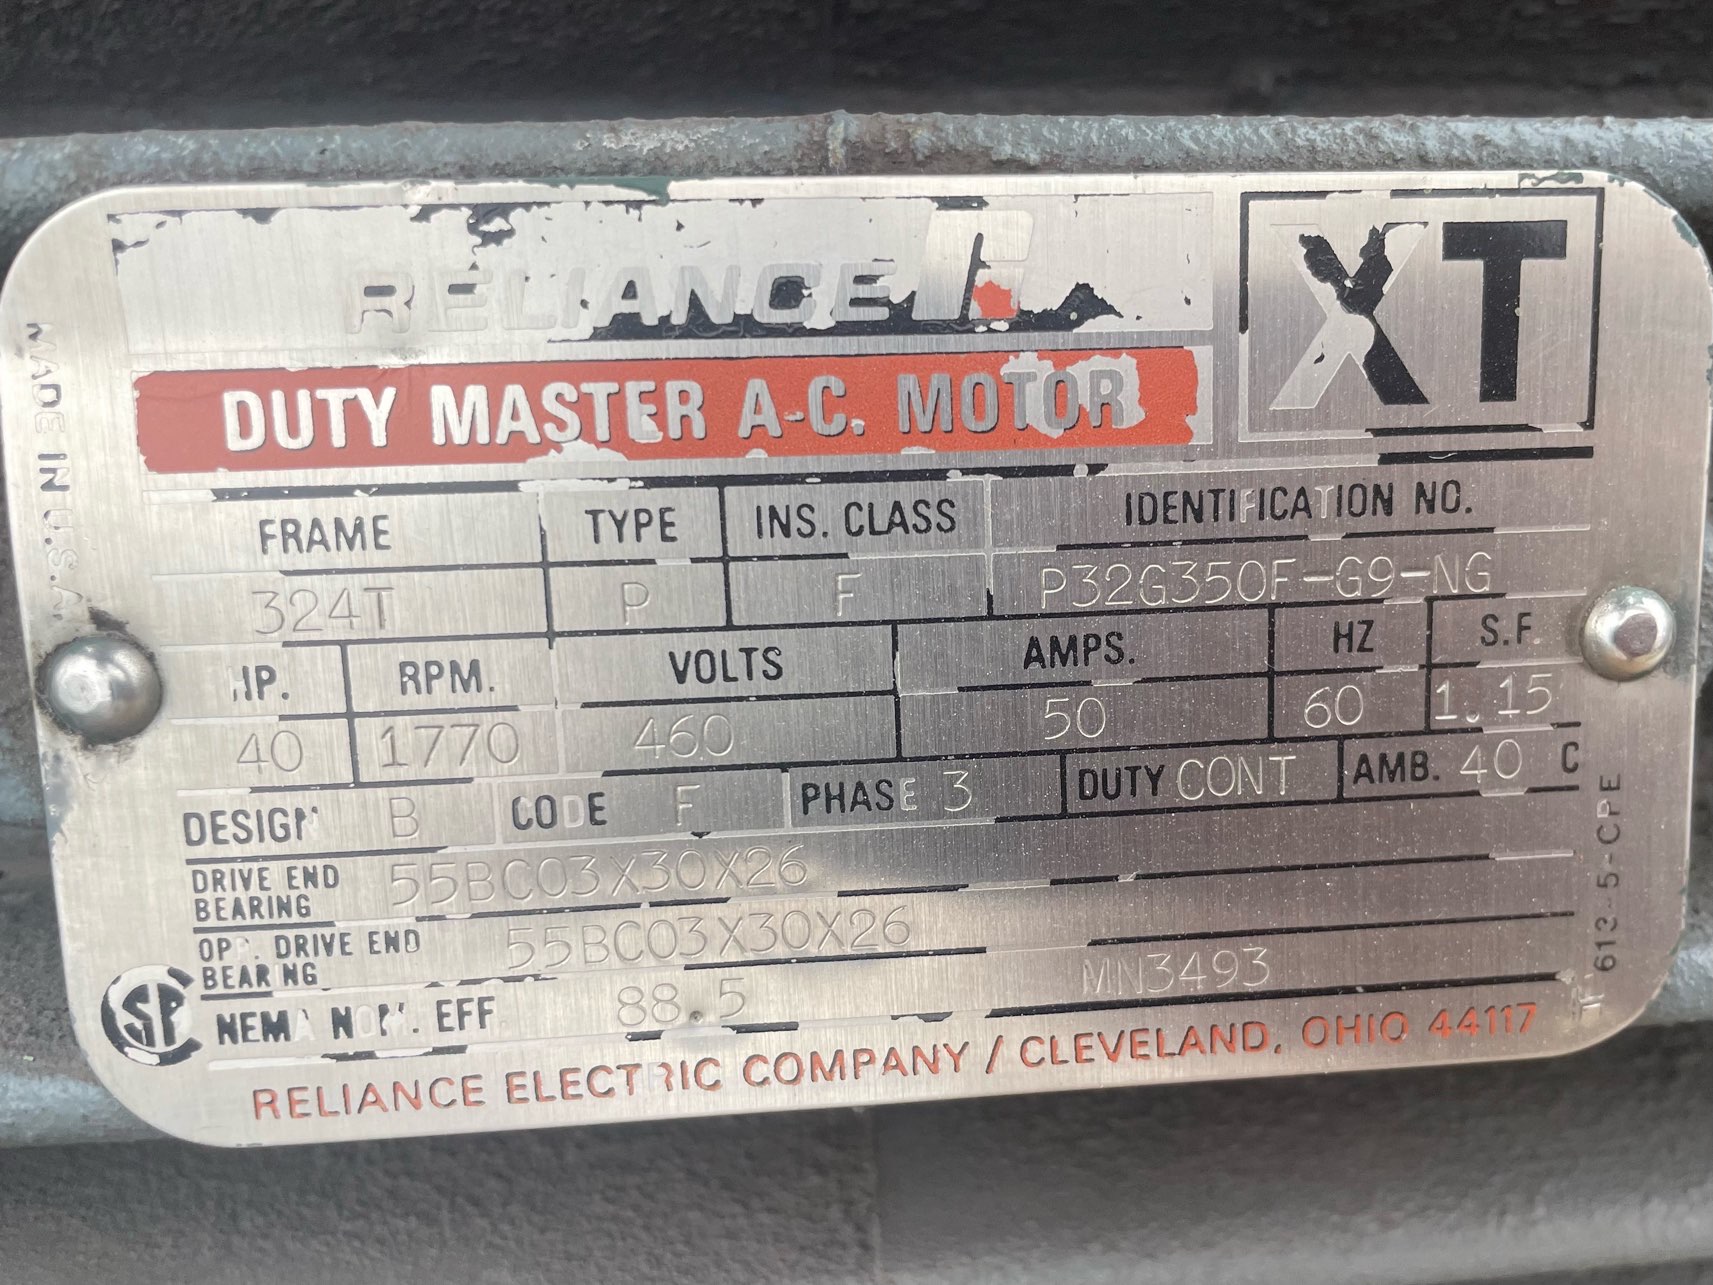 RELIANCE
XT
DUTY MASTER A-C. MOTOR
MADE IN U.S.A.
FRAME TYPE INS. CLASS IDENTIFICATION NO.
324T P F P32G350F-G9-NG
HP. RPM. VOLTS AMPS. HZ S.F.
40 1770 460 50 60 1.15
DESIGN B CODE F PHASE 3 DUTY CONT AMB. 40 C
DRIVE END BEARING 55BC03X30X26
OPP. DRIVE END BEARING 55BC03X30X26
NEMA NOM. EFF. 88.5 MN3493
SP
613-5-CPE
RELIANCE ELECTRIC COMPANY / CLEVELAND, OHIO 44117